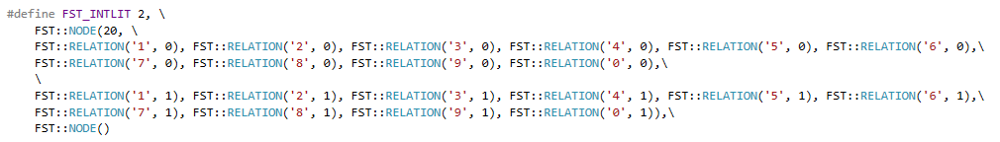 #define FST_INTLIT 2, \
FST::NODE(20, \
FST::RELATION('1', 0), FST::RELATION('2', 0), FST::RELATION('3', 0), FST::RELATION('4', 0), FST::RELATION('5', 0), FST::RELATION('6', 0),\
FST::RELATION('7', 0), FST::RELATION('8', 0), FST::RELATION('9', 0), FST::RELATION('0', 0),\
\
FST::RELATION('1', 1), FST::RELATION('2', 1), FST::RELATION('3', 1), FST::RELATION('4', 1), FST::RELATION('5', 1), FST::RELATION('6', 1),\
FST::RELATION('7', 1), FST::RELATION('8', 1), FST::RELATION('9', 1), FST::RELATION('0', 1)),\
FST::NODE()